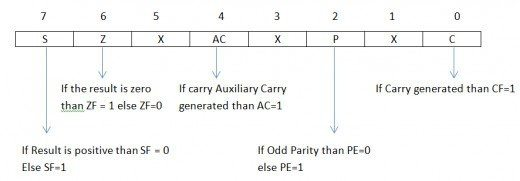 7 6 5 4 3 2 1 0
S Z X AC X P X C
If the result is zero
than ZF = 1 else ZF=0
If carry Auxiliary Carry
generated than AC=1
If Carry generated than CF=1
If Result is positive than SF = 0
Else SF=1
If Odd Parity than PE=0
else PE=1